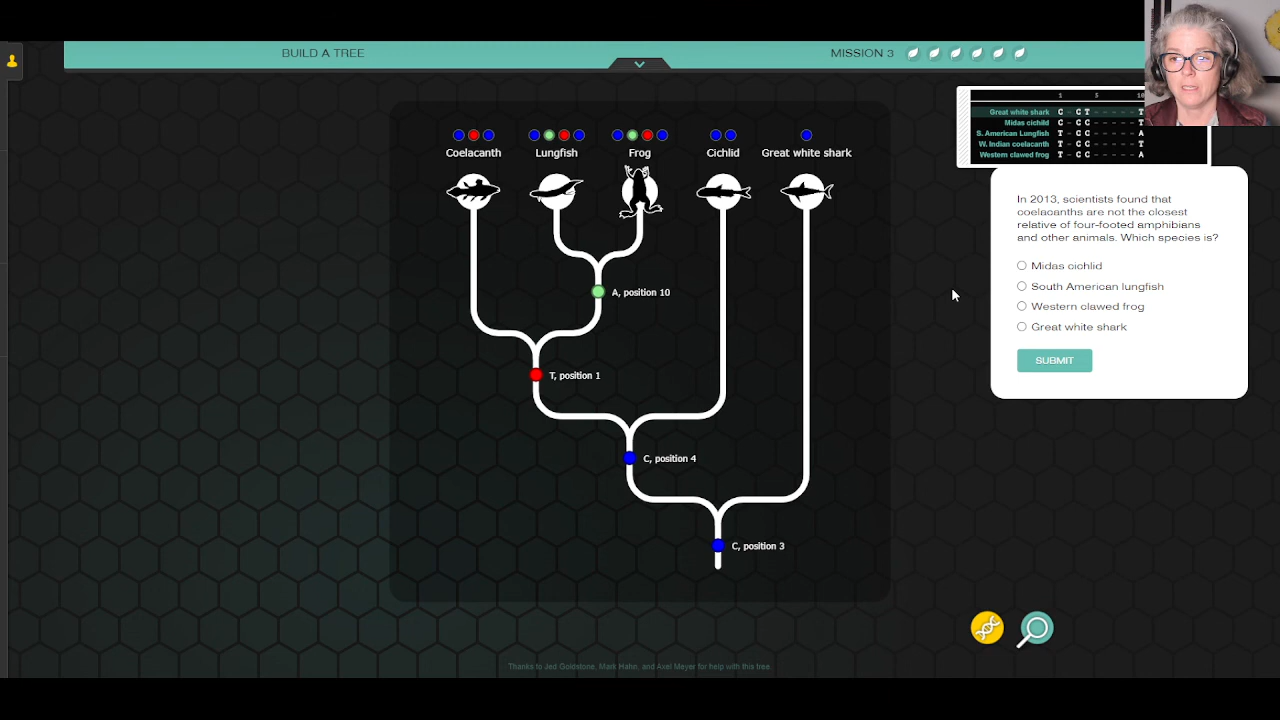 BUILD A TREE
MISSION 3
1 5 10
Great white shark C - C T - - - - - T
Midas cichlid C - C C - - - - - T
S. American Lungfish T - C C - - - - - A
W. Indian coelacanth T - C C - - - - - T
Western clawed frog T - C C - - - - - A
Coelacanth Lungfish Frog Cichlid Great white shark
In 2013, scientists found that
coelacanths are not the closest
relative of four-footed amphibians
and other animals. Which species is?
Midas cichlid
South American lungfish
Western clawed frog
Great white shark
SUBMIT
A, position 10
T, position 1
C, position 4
C, position 3
Thanks to Jed Goldstone, Mark Hahn, and Axel Meyer for help with this tree.